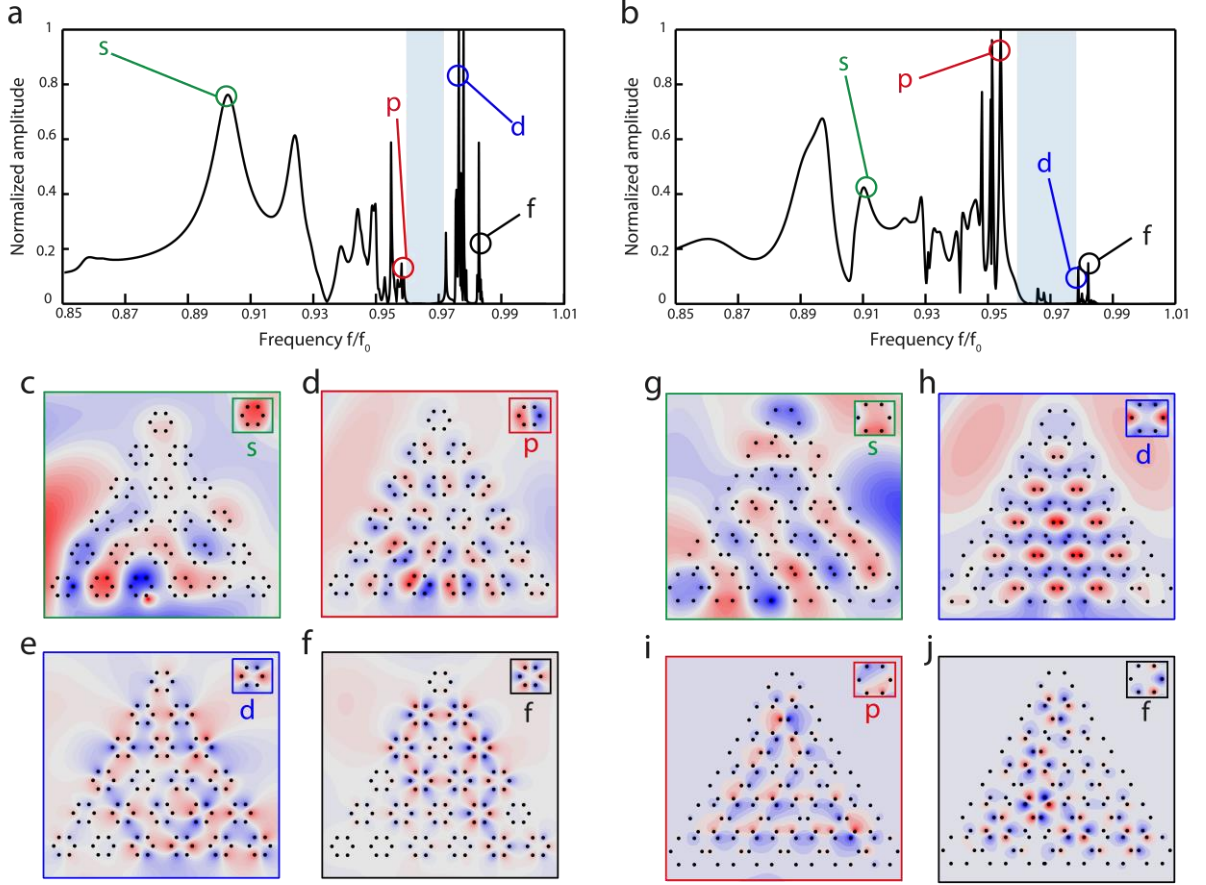 a
Normalized amplitude
1
0.8
0.6
0.4
0.2
0
0.85
0.87
0.89
0.91
0.93
0.95
0.97
0.99
1.01
Frequency f/f0
s
p
d
f
b
Normalized amplitude
1
0.8
0.6
0.4
0.2
0
0.85
0.87
0.89
0.91
0.93
0.95
0.97
0.99
1.01
Frequency f/f0
s
p
d
f
c
s
d
p
g
s
h
d
e
d
f
f
i
p
j
f